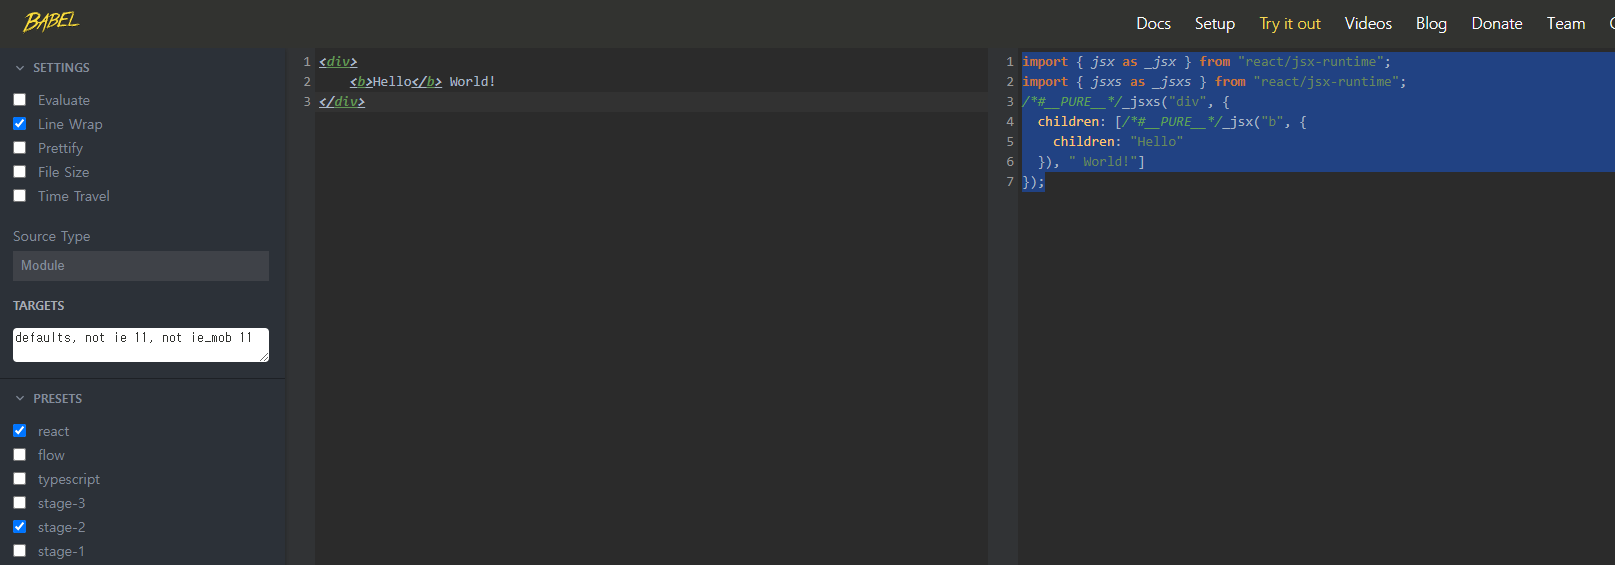 BABEL
Docs Setup Try it out Videos Blog Donate Team
SETTINGS
Evaluate
Line Wrap
Prettify
File Size
Time Travel
Source Type
Module
TARGETS
defaults, not ie 11, not ie_mob 11
PRESETS
react
flow
typescript
stage-3
stage-2
stage-1
1 <div>
2     <b>Hello</b> World!
3 </div>
1 import { jsx as _jsx } from "react/jsx-runtime";
2 import { jsxs as _jsxs } from "react/jsx-runtime";
3 /*#__PURE__*/_jsxs("div", {
4   children: [/*#__PURE__*/_jsx("b", {
5     children: "Hello"
6   }), " World!"]
7 });